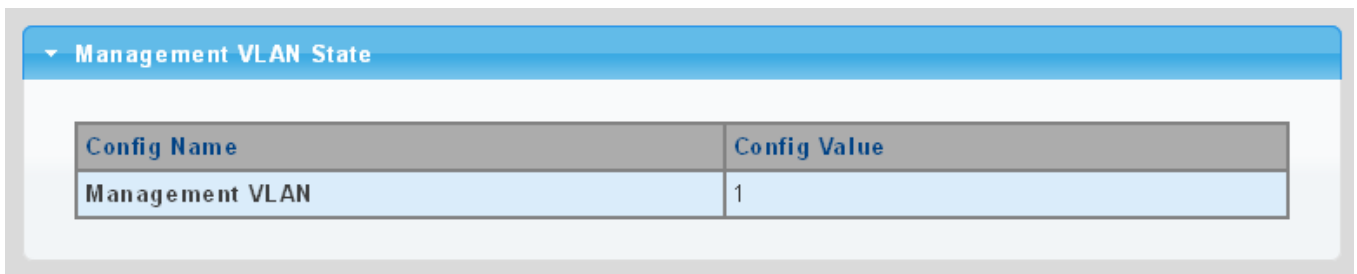 Management VLAN State
Config Name Config Value
Management VLAN 1